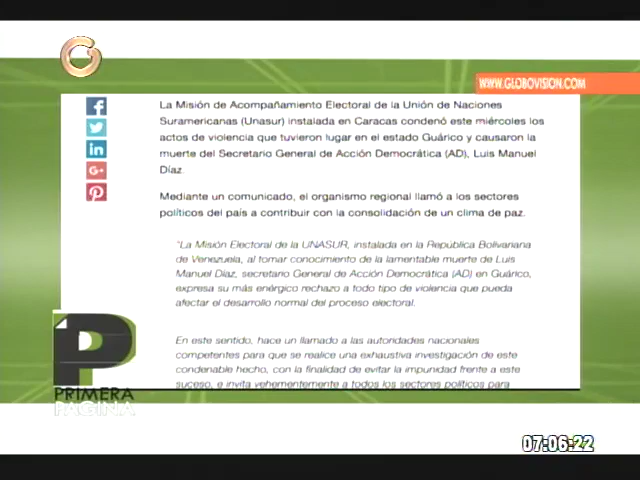 WWW.GLOBOVISION.COM
La Misión de Acompañamiento Electoral de la Unión de Naciones
Suramericanas (Unasur) instalada en Caracas condenó este miércoles los
actos de violencia que tuvieron lugar en el estado Guárico y causaron la
muerte del Secretario General de Acción Democrática (AD), Luis Manuel
Díaz.
Mediante un comunicado, el organismo regional llamó a los sectores
políticos del país a contribuir con la consolidación de un clima de paz.
"La Misión Electoral de la UNASUR, instalada en la República Bolivariana
de Venezuela, al tomar conocimiento de la lamentable muerte de Luis
Manuel Díaz, secretario General de Acción Democrática (AD) en Guárico,
expresa su más enérgico rechazo a todo tipo de violencia que pueda
afectar el desarrollo normal del proceso electoral.
En este sentido, hace un llamado a las autoridades nacionales
competentes para que se realice una exhaustiva investigación de este
condenable hecho, con la finalidad de evitar la impunidad frente a este
suceso, e invita vehementemente a todos los sectores políticos para
P
PRIMERA
PÁGINA
07:06:22